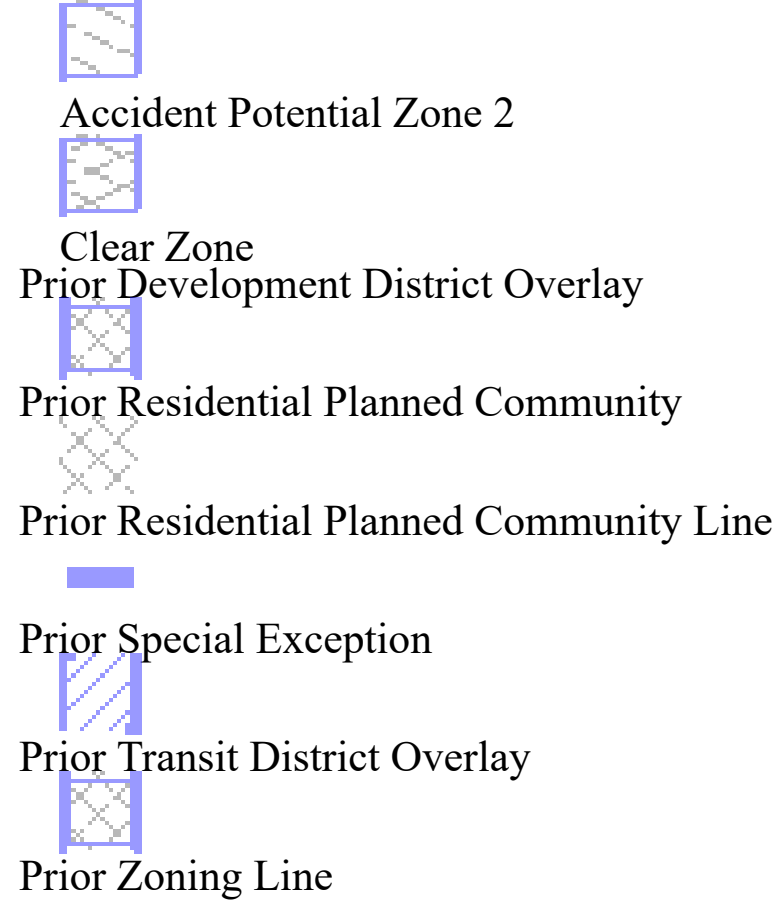 Accident Potential Zone 2
Clear Zone
Prior Development District Overlay
Prior Residential Planned Community
Prior Residential Planned Community Line
Prior Special Exception
Prior Transit District Overlay
Prior Zoning Line